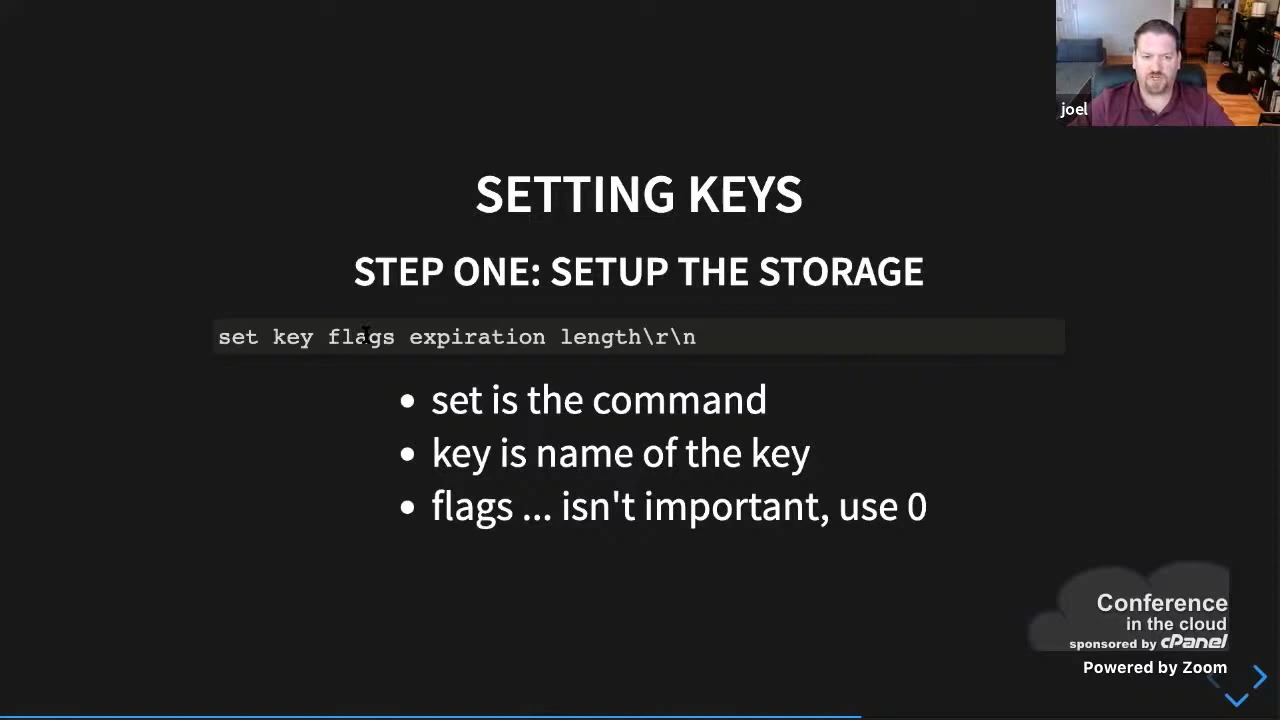 joel
SETTING KEYS
STEP ONE: SETUP THE STORAGE
set key flags expiration length\r\n
• set is the command
• key is name of the key
• flags ... isn't important, use 0
Conference
in the cloud
sponsored by cPanel
Powered by Zoom